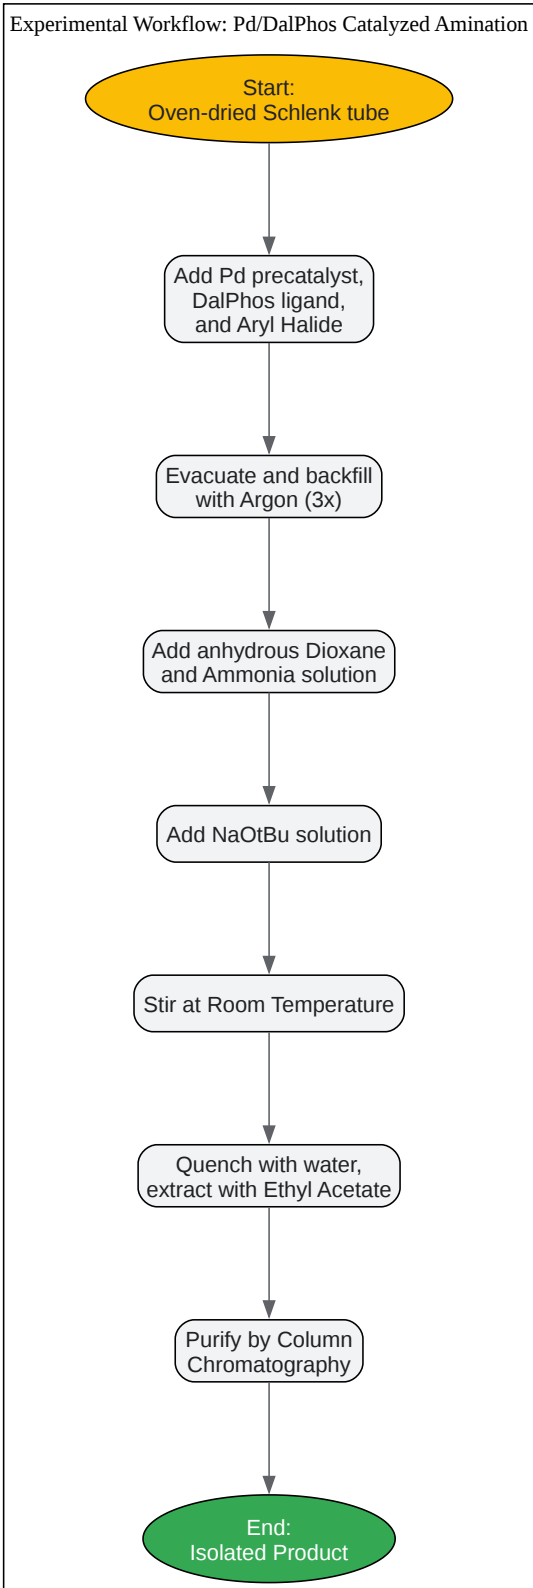 Experimental Workflow: Pd/DalPhos Catalyzed Amination
Start:
Oven-dried Schlenk tube
Add Pd precatalyst,
DalPhos ligand,
and Aryl Halide
Evacuate and backfill
with Argon (3x)
Add anhydrous Dioxane
and Ammonia solution
Add NaOtBu solution
Stir at Room Temperature
Quench with water,
extract with Ethyl Acetate
Purify by Column
Chromatography
End:
Isolated Product